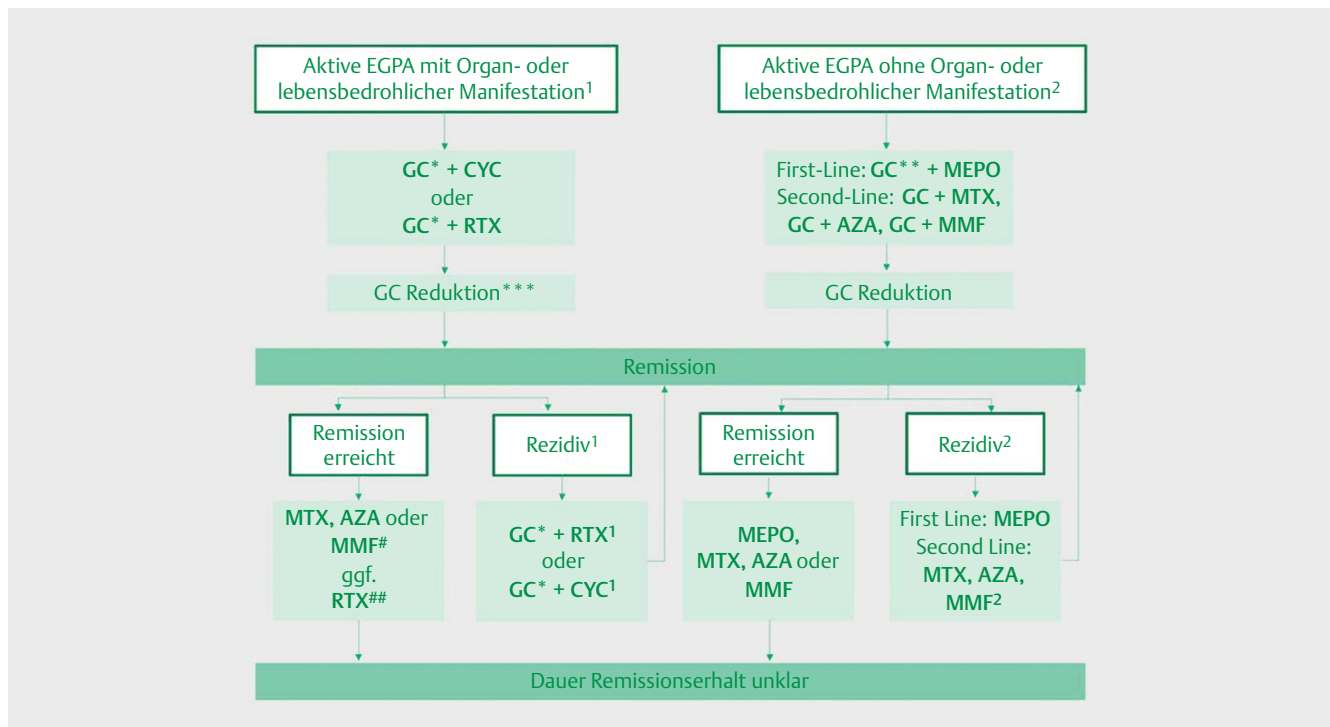 Aktive EGPA mit Organ- oder
lebensbedrohlicher Manifestation¹
Aktive EGPA ohne Organ- oder
lebensbedrohlicher Manifestation²
GC* + CYC
oder
GC* + RTX
First-Line: GC** + MEPO
Second-Line: GC + MTX,
GC + AZA, GC + MMF
GC Reduktion***
GC Reduktion
Remission
Remission
erreicht
Rezidiv¹
Remission
erreicht
Rezidiv²
MTX, AZA oder
MMF#
ggf.
RTX##
GC* + RTX¹
oder
GC* + CYC¹
MEPO,
MTX, AZA oder
MMF
First Line: MEPO
Second Line:
MTX, AZA,
MMF²
Dauer Remissionserhalt unklar